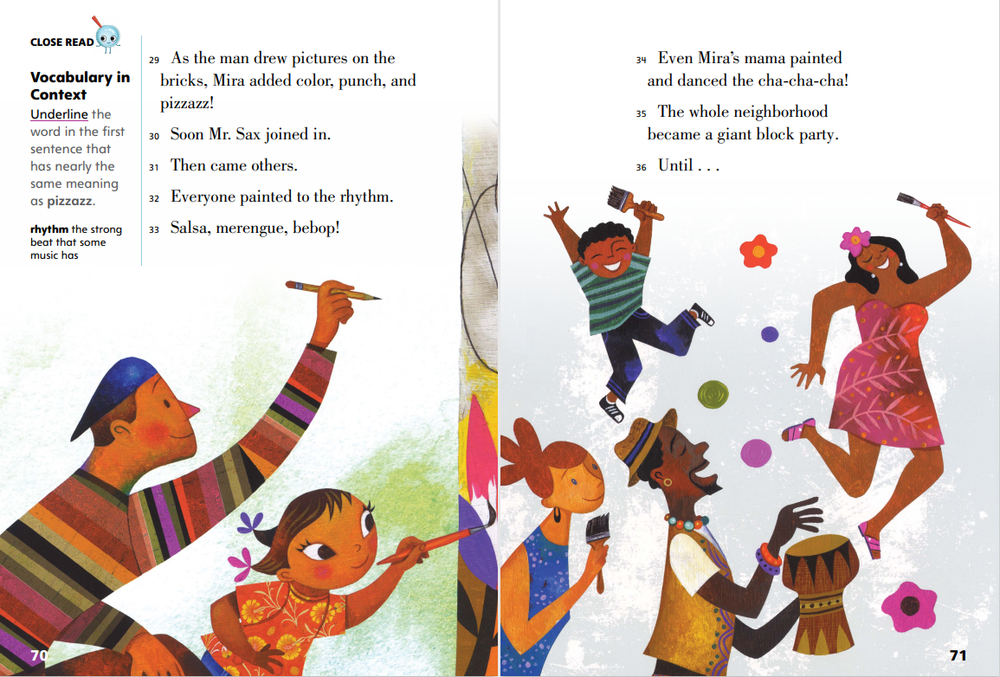 CLOSE READ
Vocabulary in
Context
Underline the
word in the first
sentence that
has nearly the
same meaning
as pizzazz.
rhythm the strong
beat that some
music has
29 As the man drew pictures on the
bricks, Mira added color, punch, and
pizzazz!
30 Soon Mr. Sax joined in.
31 Then came others.
32 Everyone painted to the rhythm.
33 Salsa, merengue, bebop!
70
34 Even Mira’s mama painted
and danced the cha-cha-cha!
35 The whole neighborhood
became a giant block party.
36 Until . . .
71